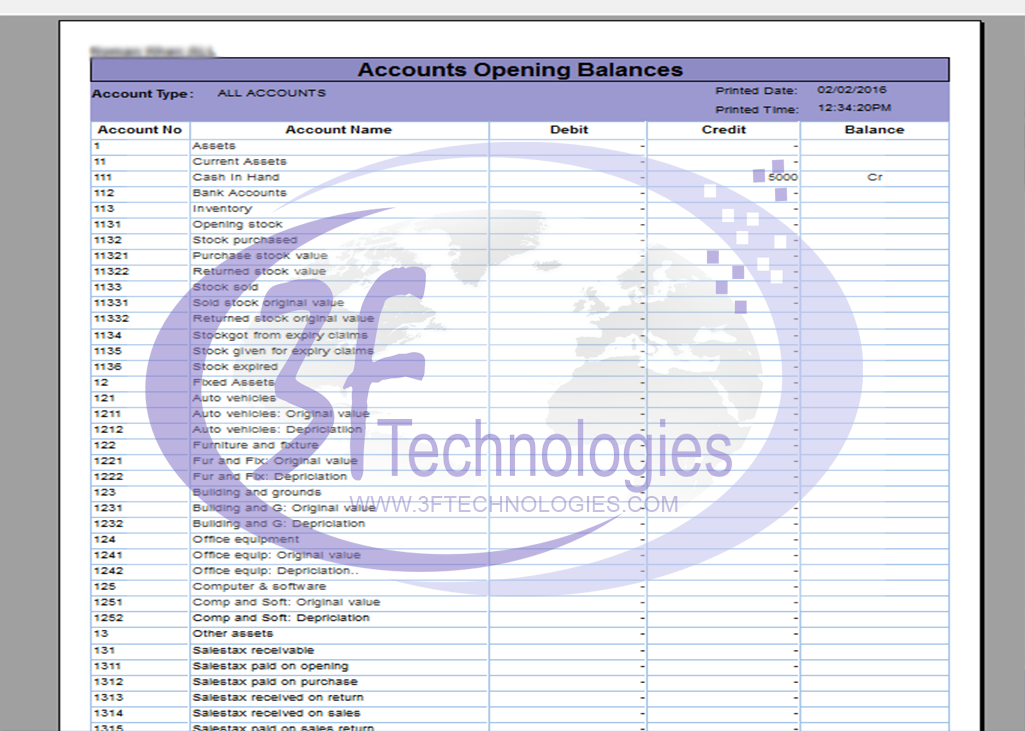 Accounts Opening Balances
Account Type: ALL ACCOUNTS Printed Date: 02/02/2016
Printed Time: 12:34:20PM
Account No Account Name Debit Credit Balance
1 Assets - -
11 Current Assets - -
111 Cash In Hand - 5000 Cr
112 Bank Accounts - -
113 Inventory - -
1131 Opening stock - -
1132 Stock purchased - -
11321 Purchase stock value - -
11322 Returned stock value - -
1133 Stock sold - -
11331 Sold stock original value - -
11332 Returned stock original value - -
1134 Stockgot from expiry claims - -
1135 Stock given for expiry claims - -
1136 Stock expired - -
12 Fixed Assets - -
121 Auto vehicles - -
1211 Auto vehicles: Original value - -
1212 Auto vehicles: Depriciation - -
122 Furniture and fixture - -
1221 Fur and Fix: Original value - -
1222 Fur and Fix: Depriciation - -
123 Building and grounds - -
1231 Building and G: Original value - -
1232 Building and G: Depriciation - -
124 Office equipment - -
1241 Office equip: Original value - -
1242 Office equip: Depriciation.. - -
125 Computer & software - -
1251 Comp and Soft: Original value - -
1252 Comp and Soft: Depriciation - -
13 Other assets - -
131 Salestax receivable - -
1311 Salestax paid on opening - -
1312 Salestax paid on purchase - -
1313 Salestax received on return - -
1314 Salestax received on sales - -
1315 Salestax paid on sales return - -
3f Technologies
WWW.3FTECHNOLOGIES.COM